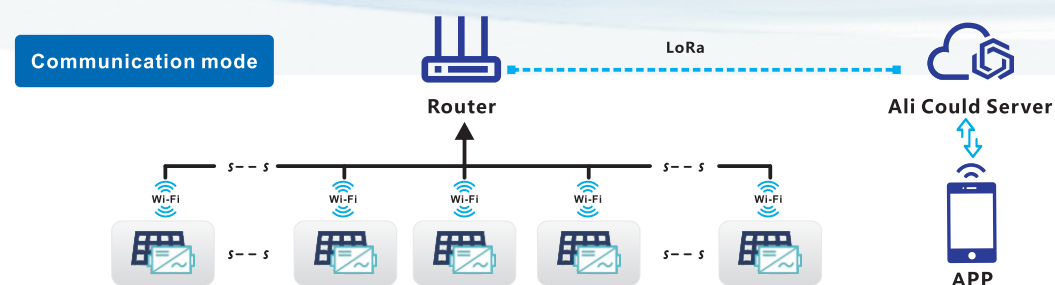 Communication mode
LoRa
Router
Ali Could Server
s-- s
s-- s
Wi-Fi
Wi-Fi
Wi-Fi
Wi-Fi
Wi-Fi
s-- s
s-- s
APP